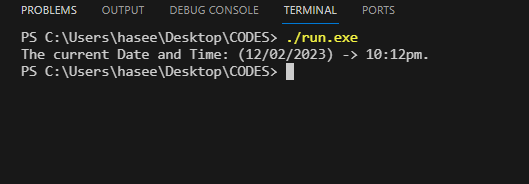 PROBLEMS OUTPUT DEBUG CONSOLE TERMINAL PORTS
PS C:\Users\hasee\Desktop\CODES> ./run.exe
The current Date and Time: (12/02/2023) -> 10:12pm.
PS C:\Users\hasee\Desktop\CODES>